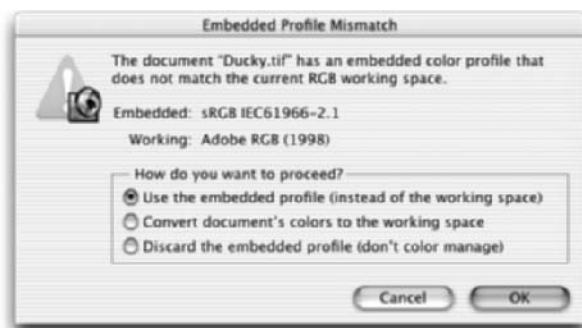 Embedded Profile Mismatch
The document "Ducky.tif" has an embedded color profile that
does not match the current RGB working space.
Embedded: sRGB IEC61966-2.1
Working: Adobe RGB (1998)
How do you want to proceed?
Use the embedded profile (instead of the working space)
Convert document's colors to the working space
Discard the embedded profile (don't color manage)
Cancel OK